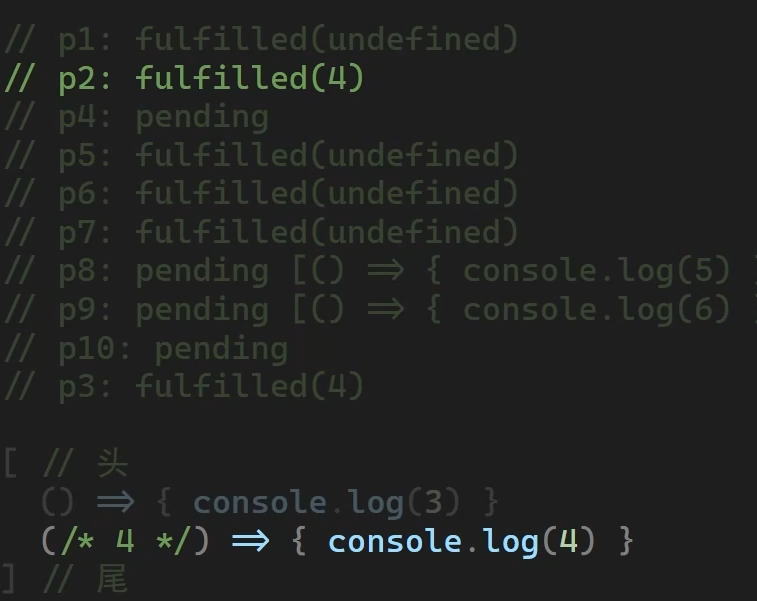 // p1: fulfilled(undefined)
// p2: fulfilled(4)
// p4: pending
// p5: fulfilled(undefined)
// p6: fulfilled(undefined)
// p7: fulfilled(undefined)
// p8: pending [() => { console.log(5) }
// p9: pending [() => { console.log(6) }
// p10: pending
// p3: fulfilled(4)
[ // 头
() => { console.log(3) }
(/* 4 */) => { console.log(4) }
] // 尾